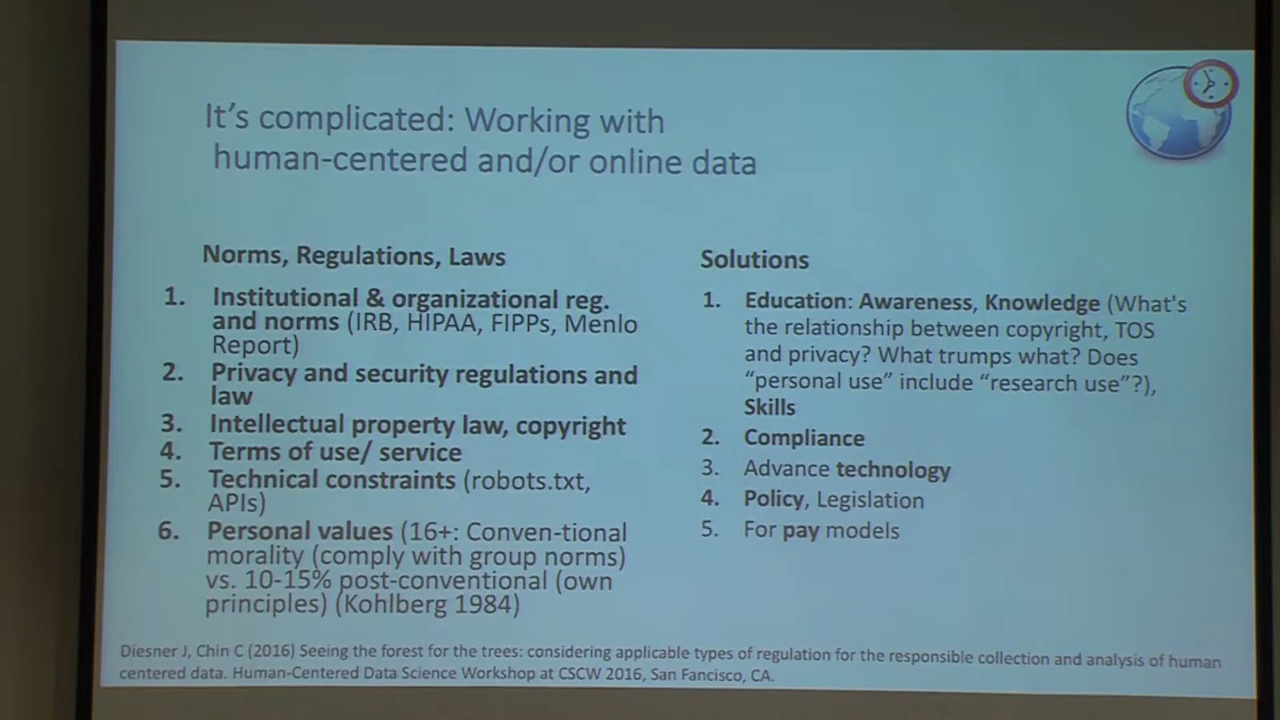 It's complicated: Working with
human-centered and/or online data
Norms, Regulations, Laws
1. Institutional & organizational reg.
and norms (IRB, HIPAA, FIPPs, Menlo
Report)
2. Privacy and security regulations and
law
3. Intellectual property law, copyright
4. Terms of use/ service
5. Technical constraints (robots.txt,
APIs)
6. Personal values (16+: Conven-tional
morality (comply with group norms)
vs. 10-15% post-conventional (own
principles) (Kohlberg 1984)
Solutions
1. Education: Awareness, Knowledge (What's
the relationship between copyright, TOS
and privacy? What trumps what? Does
"personal use" include "research use"?),
Skills
2. Compliance
3. Advance technology
4. Policy, Legislation
5. For pay models
Diesner J, Chin C (2016) Seeing the forest for the trees: considering applicable types of regulation for the responsible collection and analysis of human
centered data. Human-Centered Data Science Workshop at CSCW 2016, San Fancisco, CA.